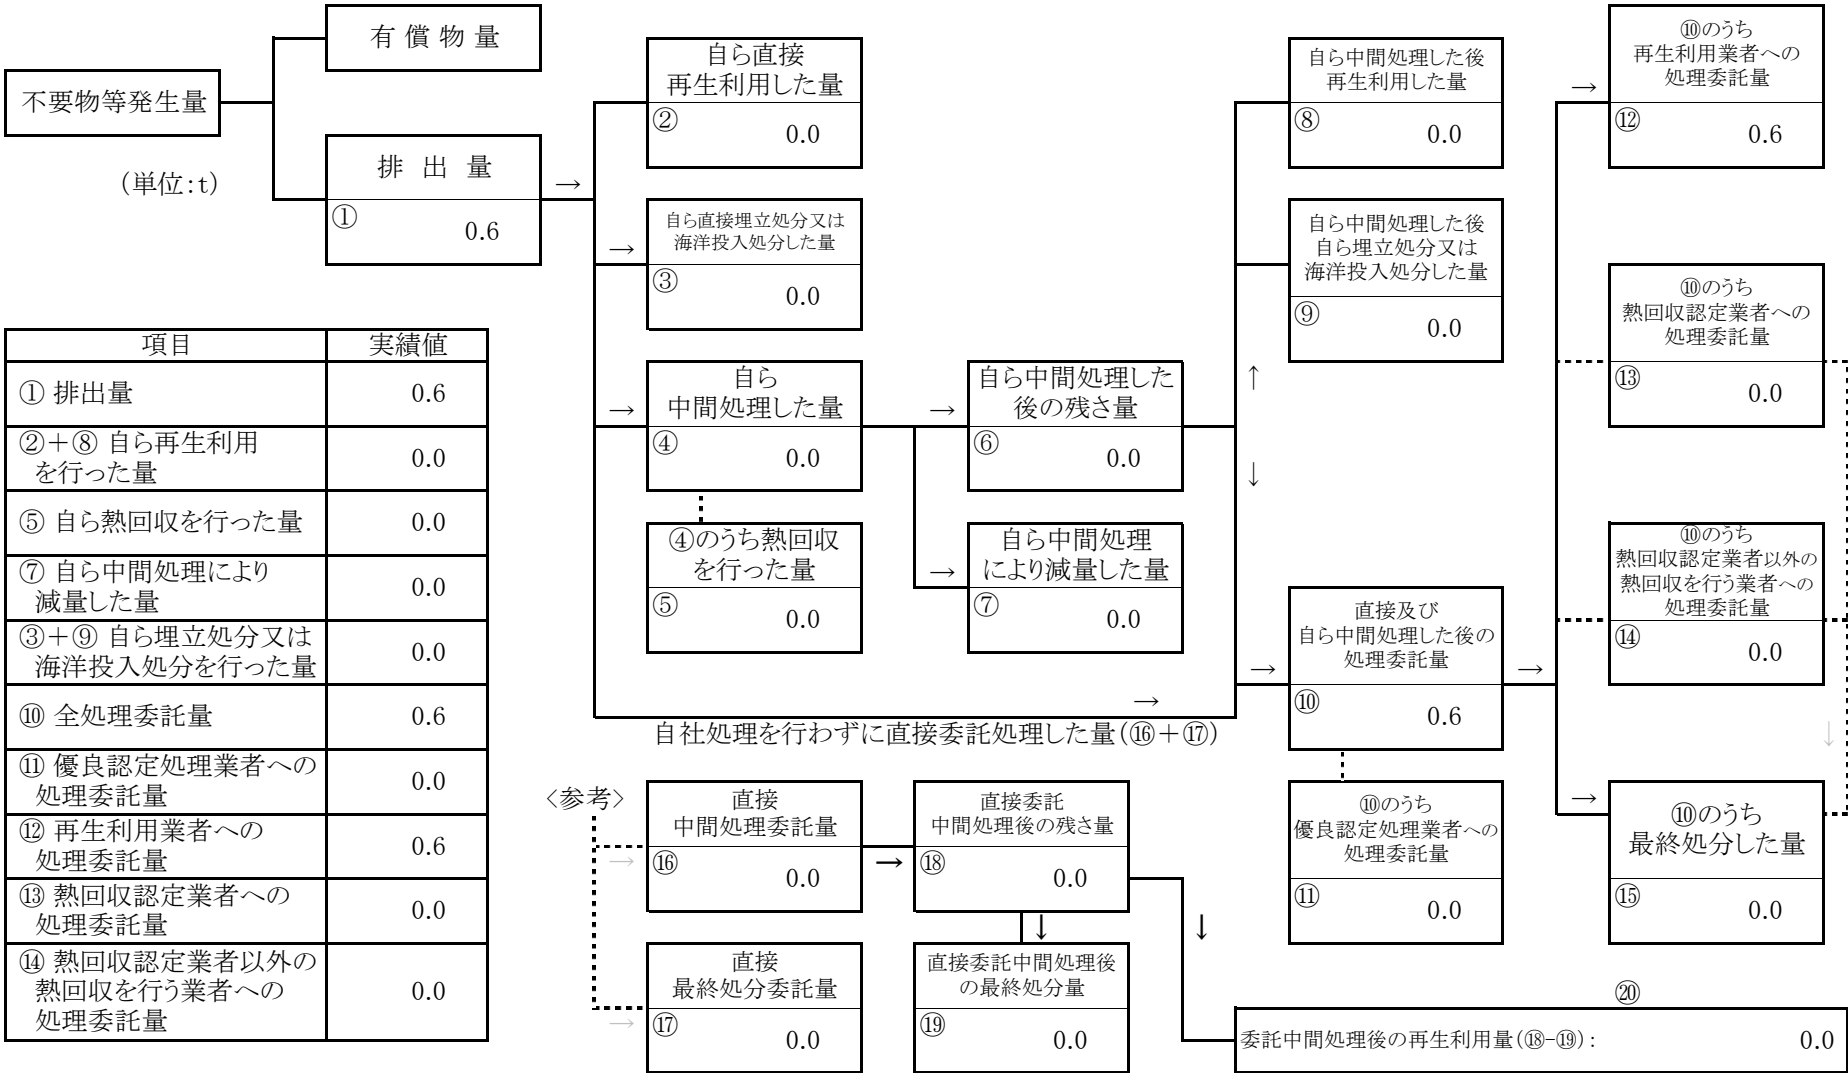 不要物等発生量
有 償 物 量
排 出 量
①
0.6
(単位:t)
→
自ら直接
再生利用した量
②
0.0
→
自ら直接埋立処分又は
海洋投入処分した量
③
0.0
→
自ら
中間処理した量
④
0.0
④のうち熱回収
を行った量
⑤
0.0
→
自ら中間処理した
後の残さ量
⑥
0.0
→
自ら中間処理
により減量した量
⑦
0.0
自ら中間処理した後
再生利用した量
⑧
0.0
自ら中間処理した後
自ら埋立処分又は
海洋投入処分した量
⑨
0.0
↑
↓
→
自社処理を行わずに直接委託処理した量(⑯+⑰)
→
直接及び
自ら中間処理した後の
処理委託量
⑩
0.6
→
⑩のうち
優良認定処理業者への
処理委託量
⑪
0.0
→
⑩のうち
再生利用業者への
処理委託量
⑫
0.6
⑩のうち
熱回収認定業者への
処理委託量
⑬
0.0
⑩のうち
熱回収認定業者以外の
熱回収を行う業者への
処理委託量
⑭
0.0
↓
→
⑩のうち
最終処分した量
⑮
0.0
項目 実績値
① 排出量 0.6
②+⑧ 自ら再生利用
を行った量 0.0
⑤ 自ら熱回収を行った量 0.0
⑦ 自ら中間処理により
減量した量 0.0
③+⑨ 自ら埋立処分又は
海洋投入処分を行った量 0.0
⑩ 全処理委託量 0.6
⑪ 優良認定処理業者への
処理委託量 0.0
⑫ 再生利用業者への
処理委託量 0.6
⑬ 熱回収認定業者への
処理委託量 0.0
⑭ 熱回収認定業者以外の
熱回収を行う業者への
処理委託量 0.0
<参考>
→
直接
中間処理委託量
⑯
0.0
→
直接委託
中間処理後の残さ量
⑱
0.0
↓
↓
→
直接
最終処分委託量
⑰
0.0
直接委託中間処理後
の最終処分量
⑲
0.0
⑳
委託中間処理後の再生利用量(⑱-⑲): 0.0